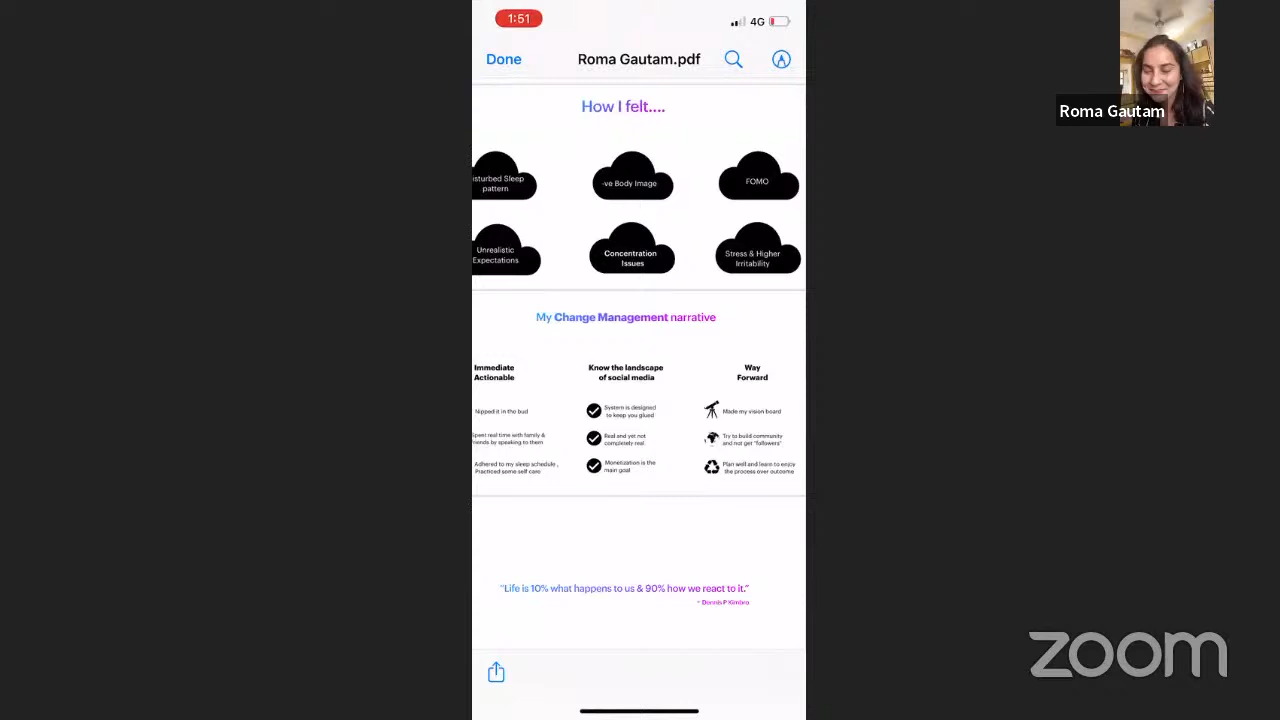 1:51
4G
Done
Roma Gautam.pdf
Roma Gautam
How I felt....
isturbed Sleep
pattern
-ve Body Image
FOMO
Unrealistic
Expectations
Concentration
Issues
Stress & Higher
Irritability
My Change Management narrative
Immediate
Actionable
Nipped it in the bud
Spent real time with family &
riends by speaking to them
Adhered to my sleep schedule ,
Practiced some self care
Know the landscape
of social media
System is designed
to keep you glued
Real and yet not
completely real
Monetization is the
main goal
Way
Forward
Made my vision board
Try to build community
and not get "followers"
Plan well and learn to enjoy
the process over outcome
"Life is 10% what happens to us & 90% how we react to it."
- Dennis P Kimbro
zoom